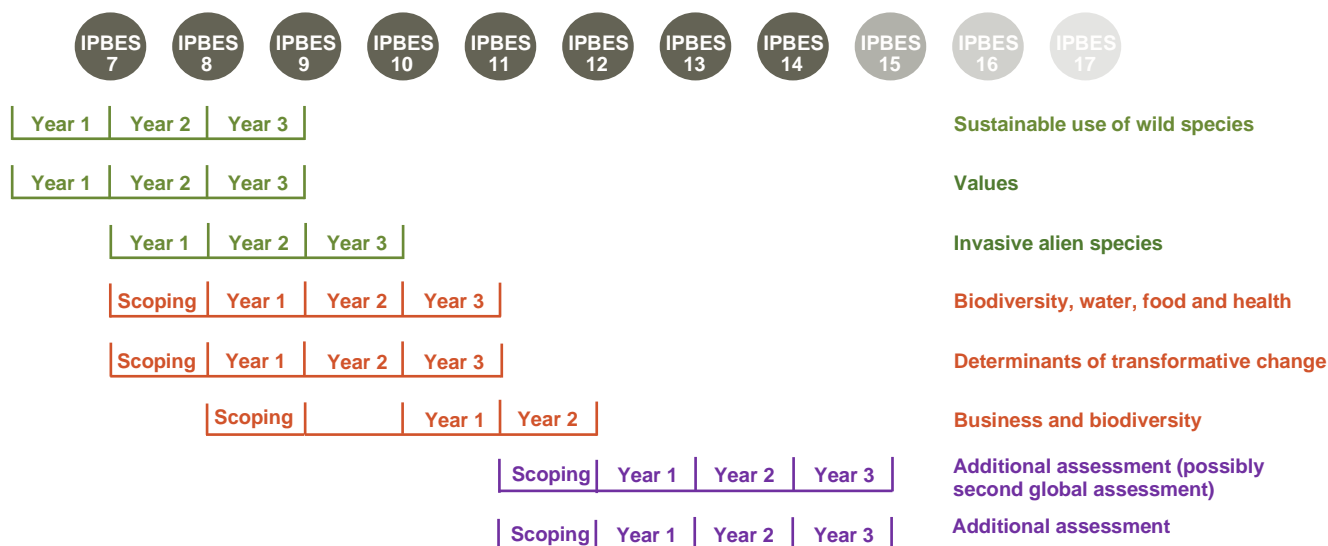 IPBES 7 IPBES 8 IPBES 9 IPBES 10 IPBES 11 IPBES 12 IPBES 13 IPBES 14 IPBES 15 IPBES 16 IPBES 17
Year 1 Year 2 Year 3 Sustainable use of wild species
Year 1 Year 2 Year 3 Values
Year 1 Year 2 Year 3 Invasive alien species
Scoping Year 1 Year 2 Year 3 Biodiversity, water, food and health
Scoping Year 1 Year 2 Year 3 Determinants of transformative change
Scoping Year 1 Year 2 Business and biodiversity
Scoping Year 1 Year 2 Year 3 Additional assessment (possibly
second global assessment)
Scoping Year 1 Year 2 Year 3 Additional assessment